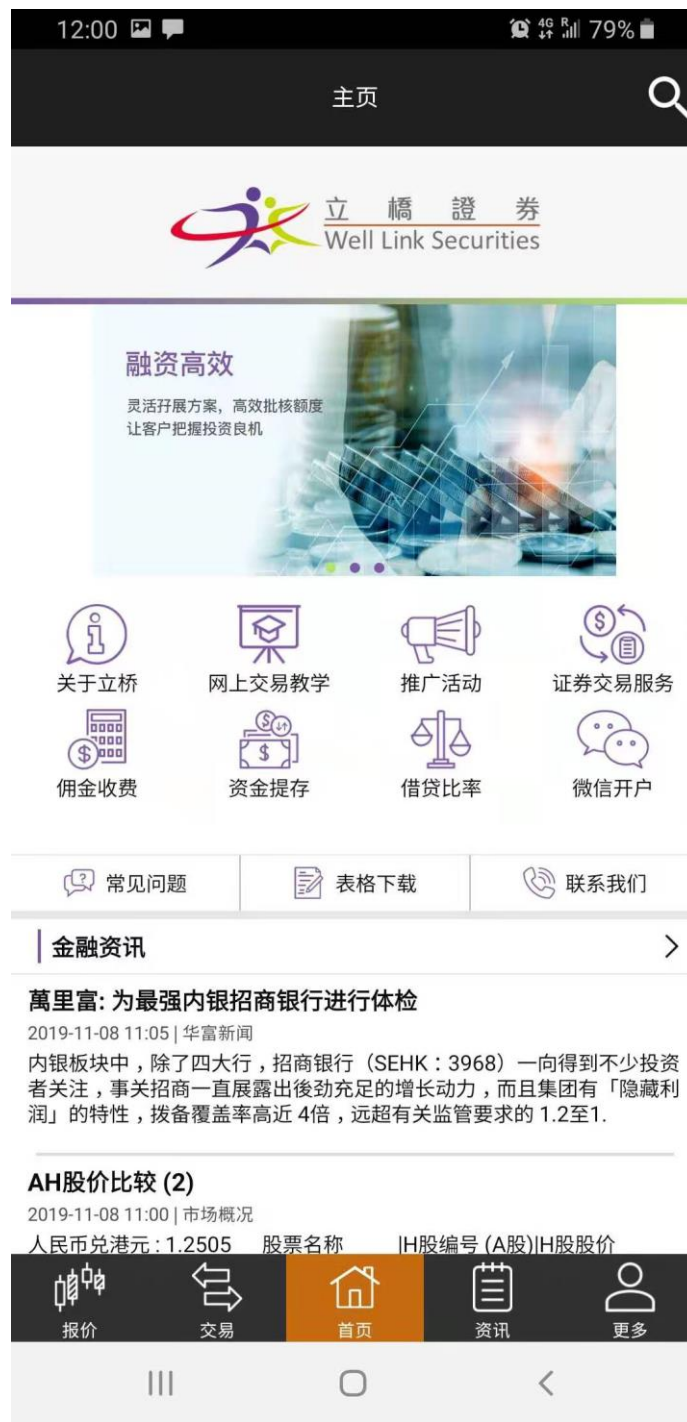 12:00 4G R 79%
主页
立橋證券
Well Link Securities
融资高效
灵活孖展方案，高效批核额度
让客户把握投资良机
关于立桥 网上交易教学 推广活动 证券交易服务
佣金收费 资金提存 借贷比率 微信开户
常见问题 表格下载 联系我们
金融资讯
萬里富: 为最强内银招商银行进行体检
2019-11-08 11:05 | 华富新闻
内银板块中，除了四大行，招商银行（SEHK：3968）一向得到不少投资
者关注，事关招商一直展露出後劲充足的增长动力，而且集团有「隐藏利
润」的特性，拨备覆盖率高近 4倍，远超有关监管要求的 1.2至1.
AH股价比较 (2)
2019-11-08 11:00 | 市场概况
人民币兑港元 : 1.2505 股票名称 |H股编号 (A股)|H股股价
报价 交易 首页 资讯 更多